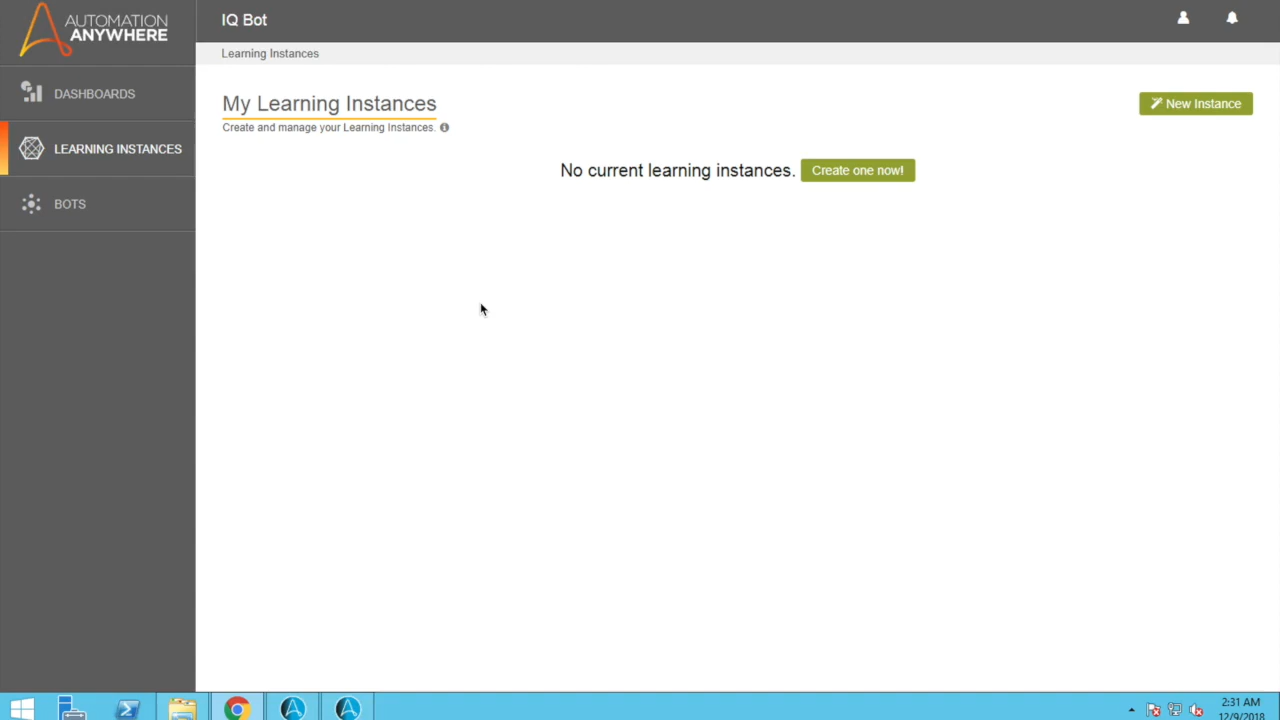 AUTOMATION
ANYWHERE
IQ Bot
Learning Instances
DASHBOARDS
LEARNING INSTANCES
BOTS
My Learning Instances
New Instance
Create and manage your Learning Instances.
No current learning instances. Create one now!
2:31 AM
12/9/2018